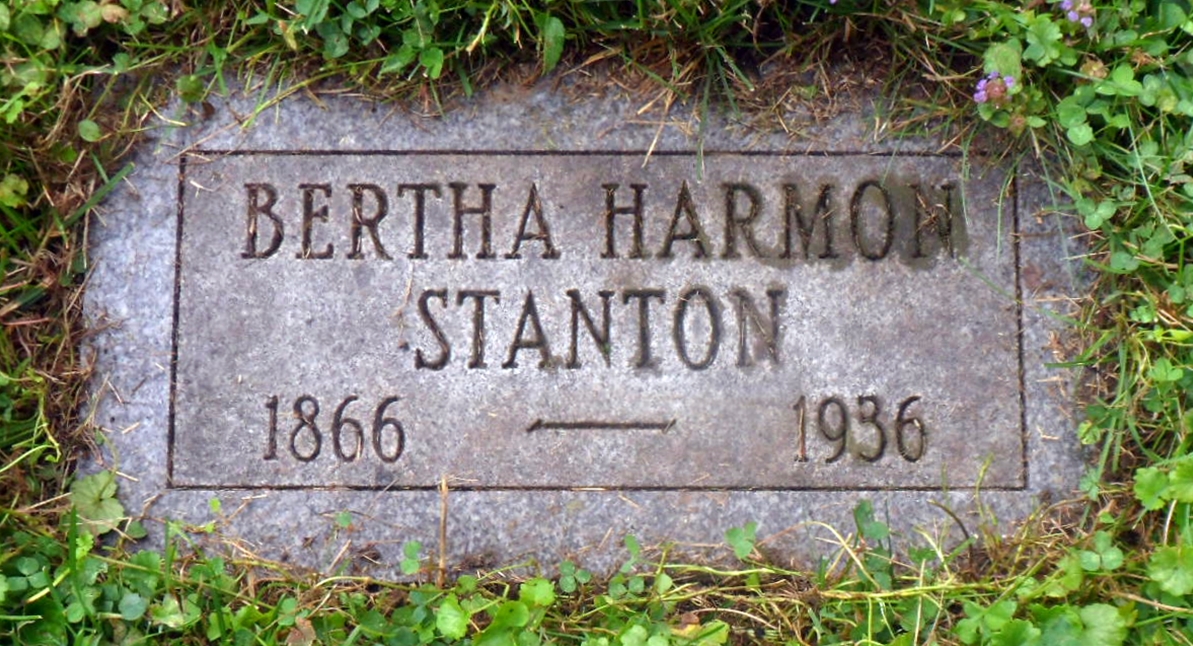 BERTHA HARMON
STANTON
1866 — 1936